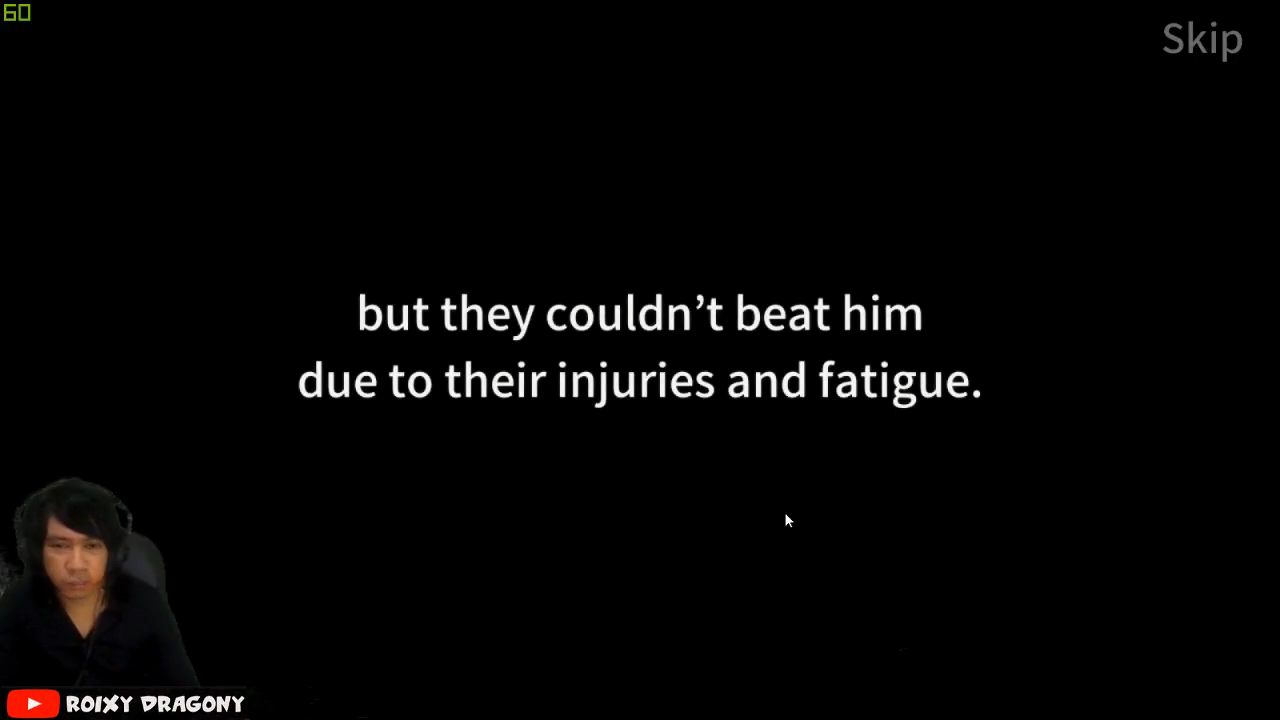 60
Skip
but they couldn’t beat him
due to their injuries and fatigue.
ROIXY DRAGONY